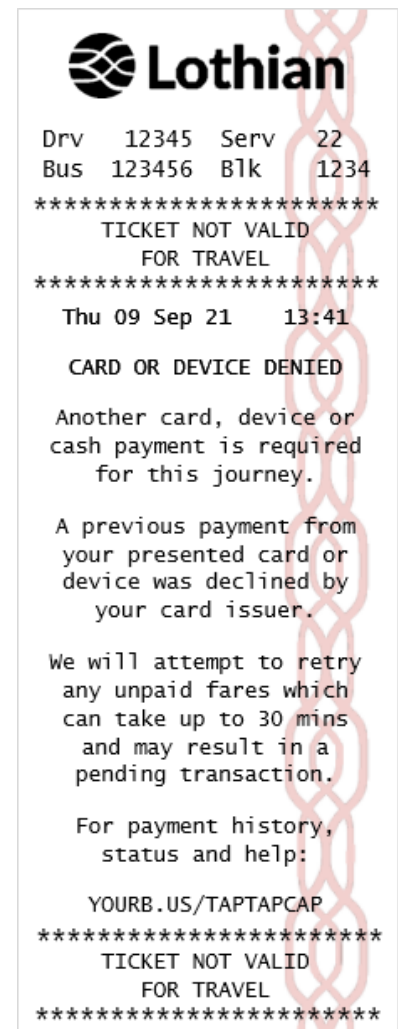 Lothian
Drv 12345 Serv 22
Bus 123456 Blk 1234
************************
TICKET NOT VALID
FOR TRAVEL
************************
Thu 09 Sep 21 13:41
CARD OR DEVICE DENIED
Another card, device or
cash payment is required
for this journey.
A previous payment from
your presented card or
device was declined by
your card issuer.
We will attempt to retry
any unpaid fares which
can take up to 30 mins
and may result in a
pending transaction.
For payment history,
status and help:
YOURB.US/TAPTAPCAP
************************
TICKET NOT VALID
FOR TRAVEL
************************